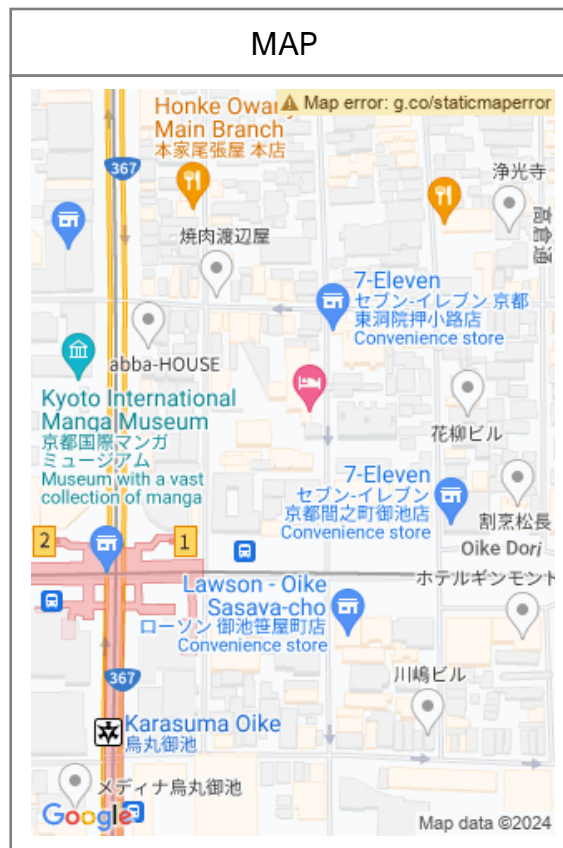 MAP
Honke Owar
Map error: g.co/staticmaperror
Main Branch
本家尾張屋 本店
浄光寺
367
高倉通
焼肉渡辺屋
7-Eleven
セブン-イレブン 京都
東洞院押小路店
Convenience store
abba-HOUSE
Kyoto International
Manga Museum
京都国際マンガ
ミュージアム
Museum with a vast
collection of manga
花柳ビル
7-Eleven
セブン-イレブン
京都間之町御池店
Convenience store
割烹松長
2
1
Oike Dori
ホテルギンモンド
Lawson - Oike
Sasaya-cho
ローソン 御池笹屋町店
Convenience store
367
川嶋ビル
Karasuma Oike
烏丸御池
メディナ烏丸御池
Google
Map data ©2024